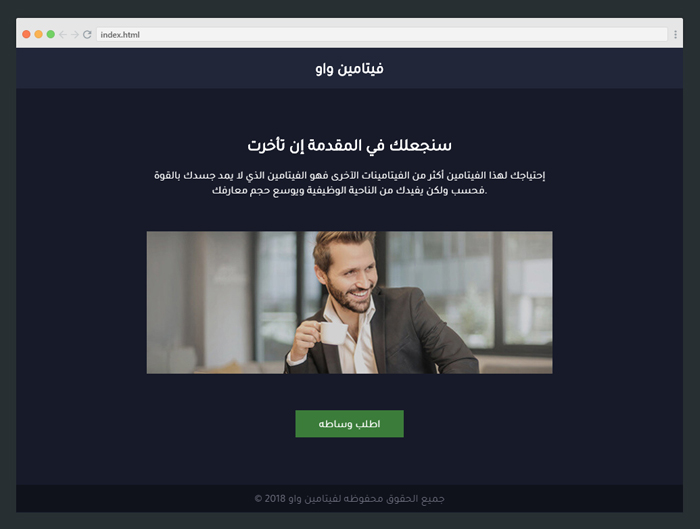 index.html
فيتامين واو
سنجعلك في المقدمة إن تأخرت
إحتياجك لهذا الفيتامين أكثر من الفيتامينات الآخرى فهو الفيتامين الذي لا يمد جسدك بالقوة
فحسب ولكن يفيدك من الناحية الوظيفية ويوسع حجم معارفك.
اطلب وساطه
جميع الحقوق محفوظه لفيتامين واو 2018 ©